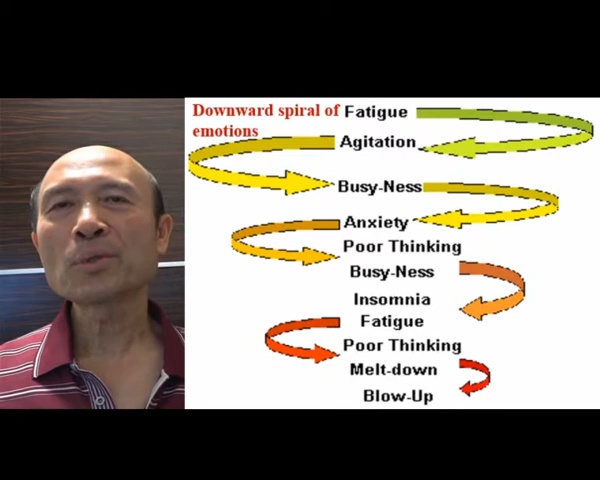 Downward spiral of
emotions
Fatigue
Agitation
Busy-Ness
Anxiety
Poor Thinking
Busy-Ness
Insomnia
Fatigue
Poor Thinking
Melt-down
Blow-Up